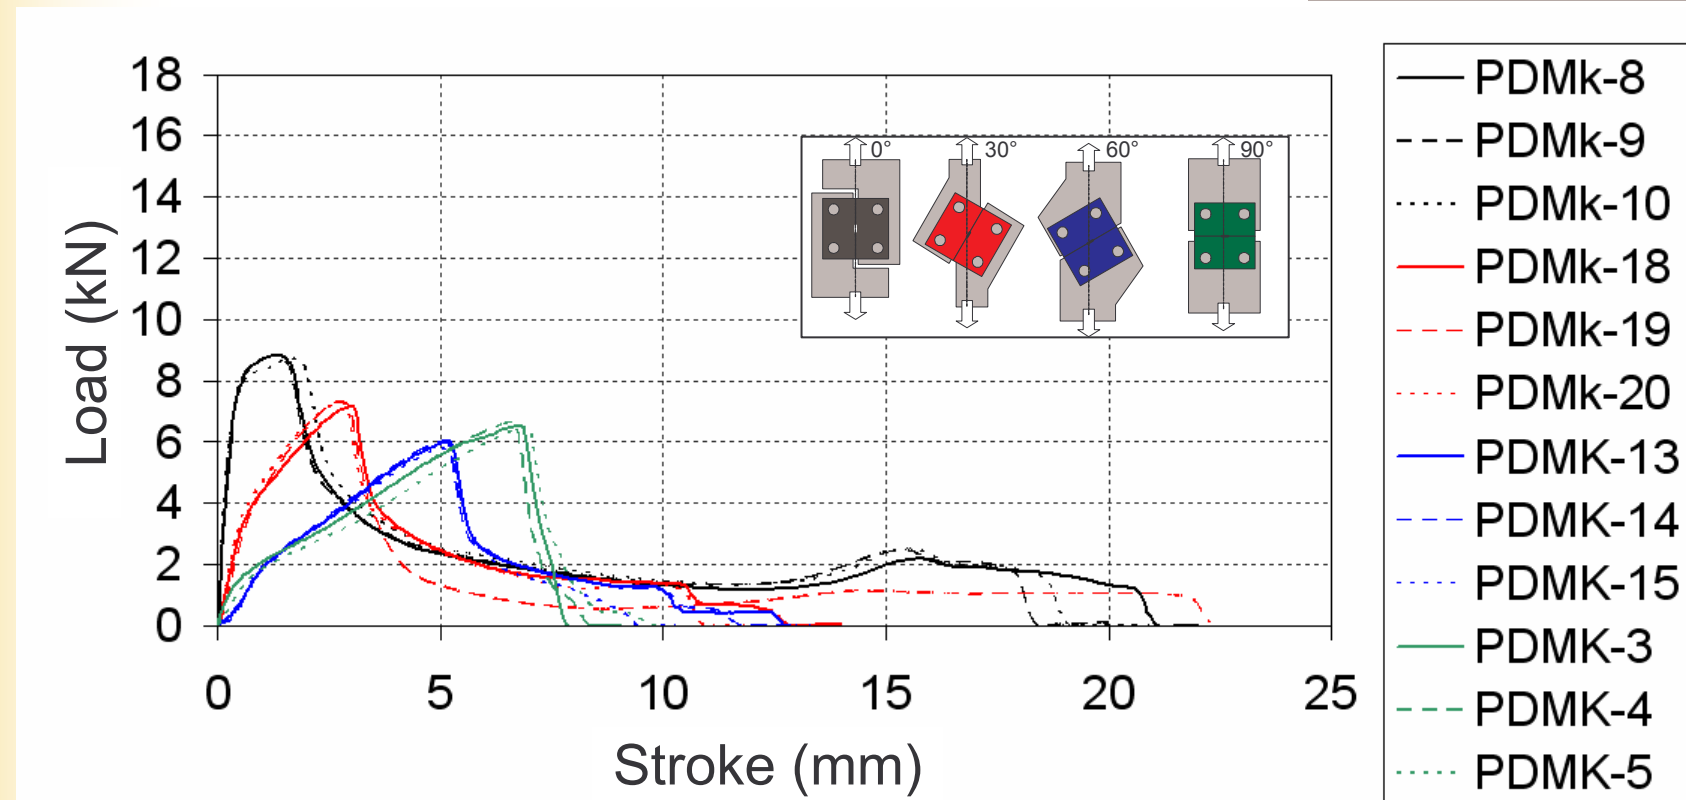 18
16
14
12
10
8
6
4
2
0
Load (kN)
0 5 10 15 20 25
Stroke (mm)
0° 30° 60° 90°
PDMk-8
PDMk-9
PDMk-10
PDMk-18
PDMk-19
PDMk-20
PDMK-13
PDMK-14
PDMK-15
PDMK-3
PDMK-4
PDMK-5